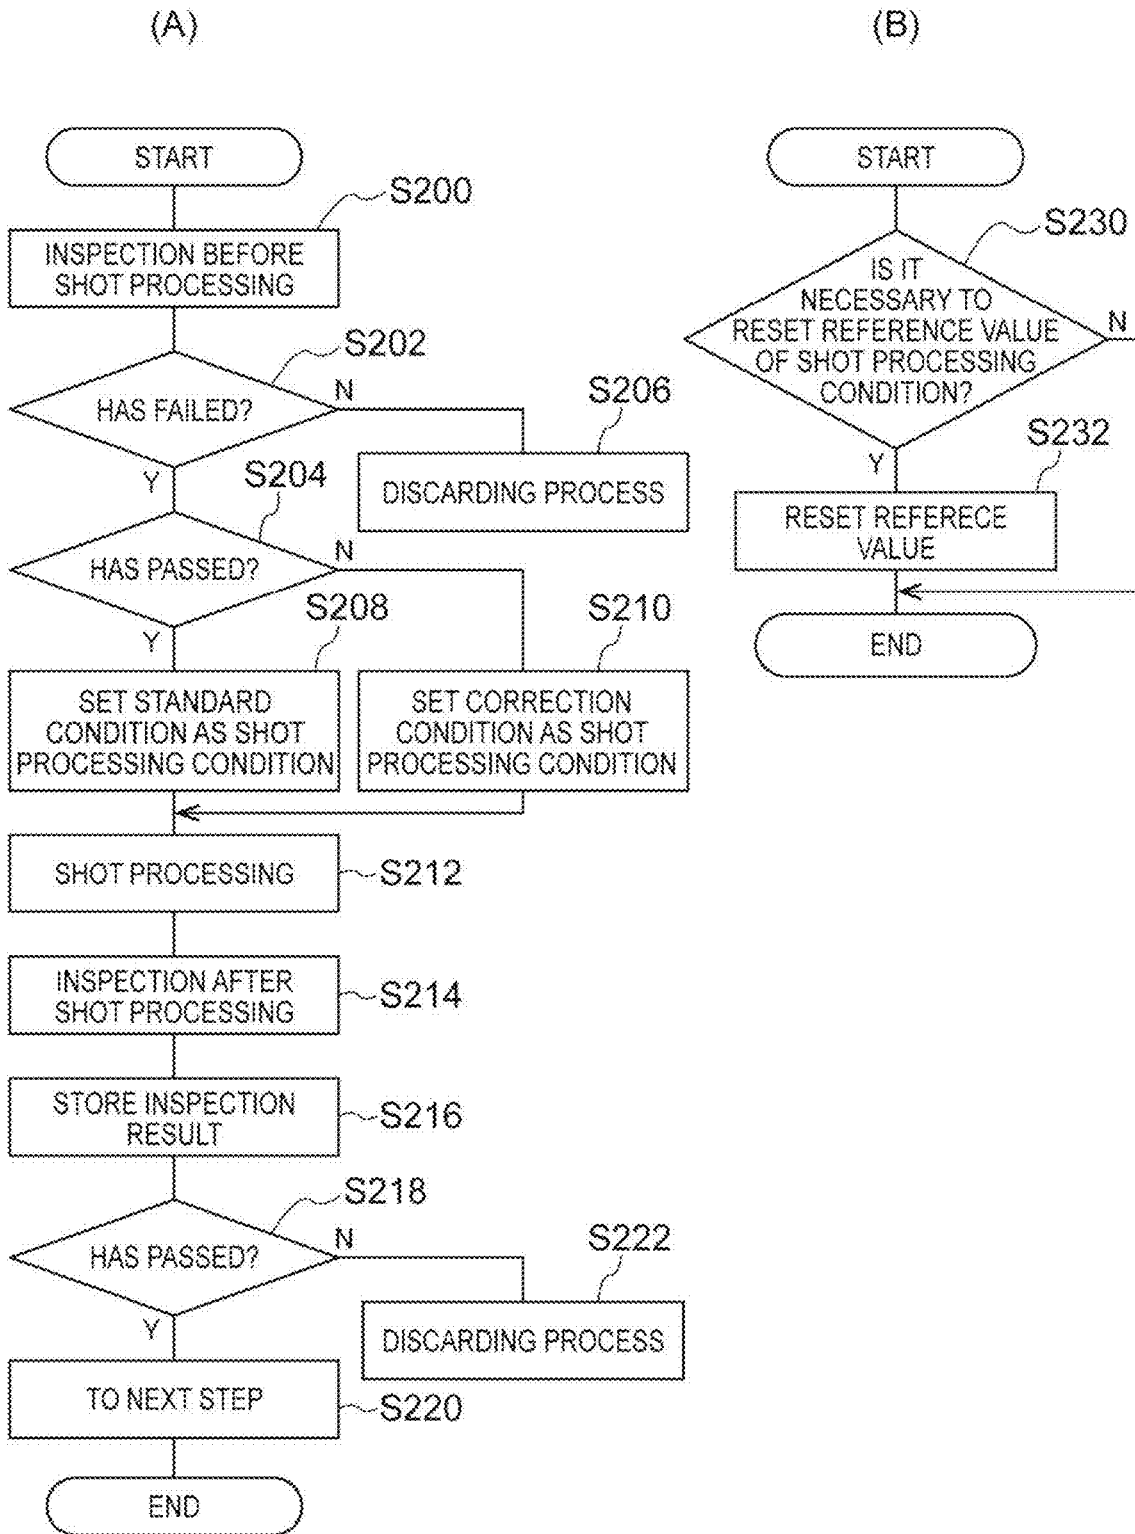 (A)
START
S200
INSPECTION BEFORE
SHOT PROCESSING
S202
HAS FAILED?
N
Y
S206
DISCARDING PROCESS
S204
HAS PASSED?
N
Y
S208
SET STANDARD
CONDITION AS SHOT
PROCESSING CONDITION
S210
SET CORRECTION
CONDITION AS SHOT
PROCESSING CONDITION
SHOT PROCESSING
S212
INSPECTION AFTER
SHOT PROCESSING
S214
STORE INSPECTION
RESULT
S216
S218
HAS PASSED?
N
Y
S222
DISCARDING PROCESS
TO NEXT STEP
S220
END
(B)
START
S230
IS IT
NECESSARY TO
RESET REFERENCE VALUE
OF SHOT PROCESSING
CONDITION?
N
Y
S232
RESET REFERECE
VALUE
END